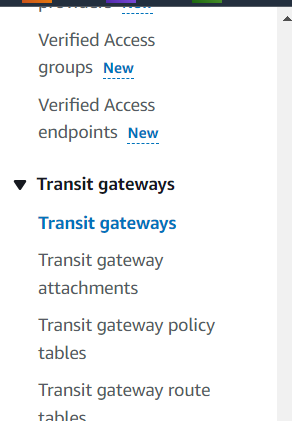 Verified Access
groups New
Verified Access
endpoints New
Transit gateways
Transit gateways
Transit gateway
attachments
Transit gateway policy
tables
Transit gateway route
tables